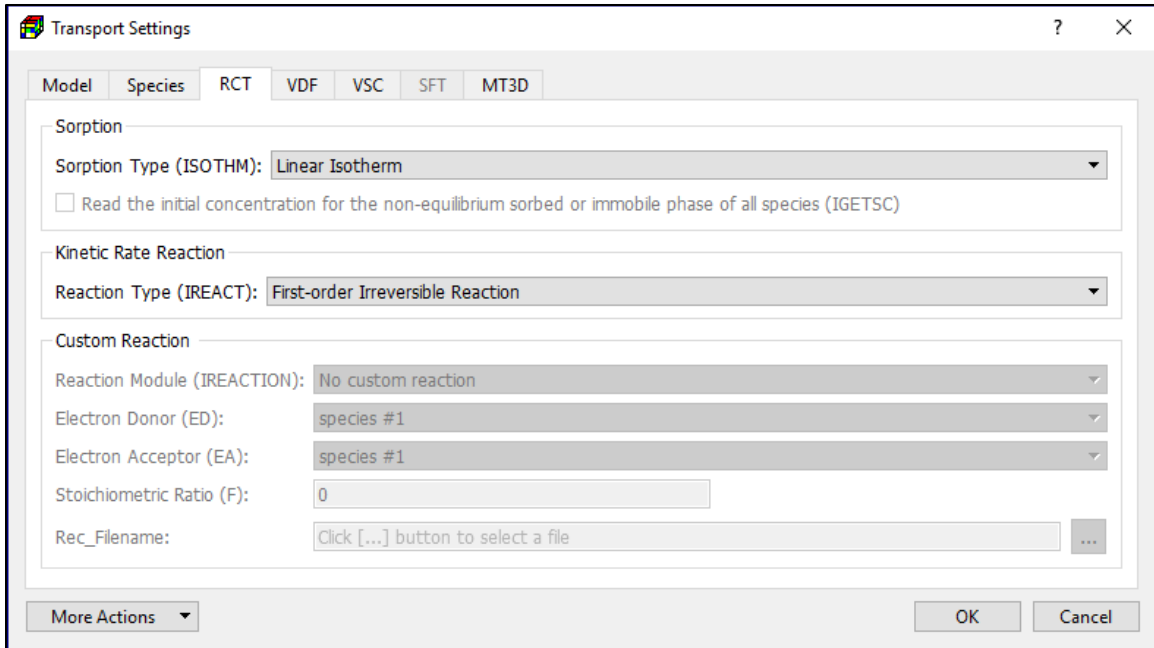 Transport Settings ?
Model Species RCT VDF VSC SFT MT3D
Sorption
Sorption Type (ISOTHM): Linear Isotherm
Read the initial concentration for the non-equilibrium sorbed or immobile phase of all species (IGETSC)
Kinetic Rate Reaction
Reaction Type (IREACT): First-order Irreversible Reaction
Custom Reaction
Reaction Module (IREACTION): No custom reaction
Electron Donor (ED): species #1
Electron Acceptor (EA): species #1
Stoichiometric Ratio (F): 0
Rec_Filename: Click [...] button to select a file ...
More Actions OK Cancel